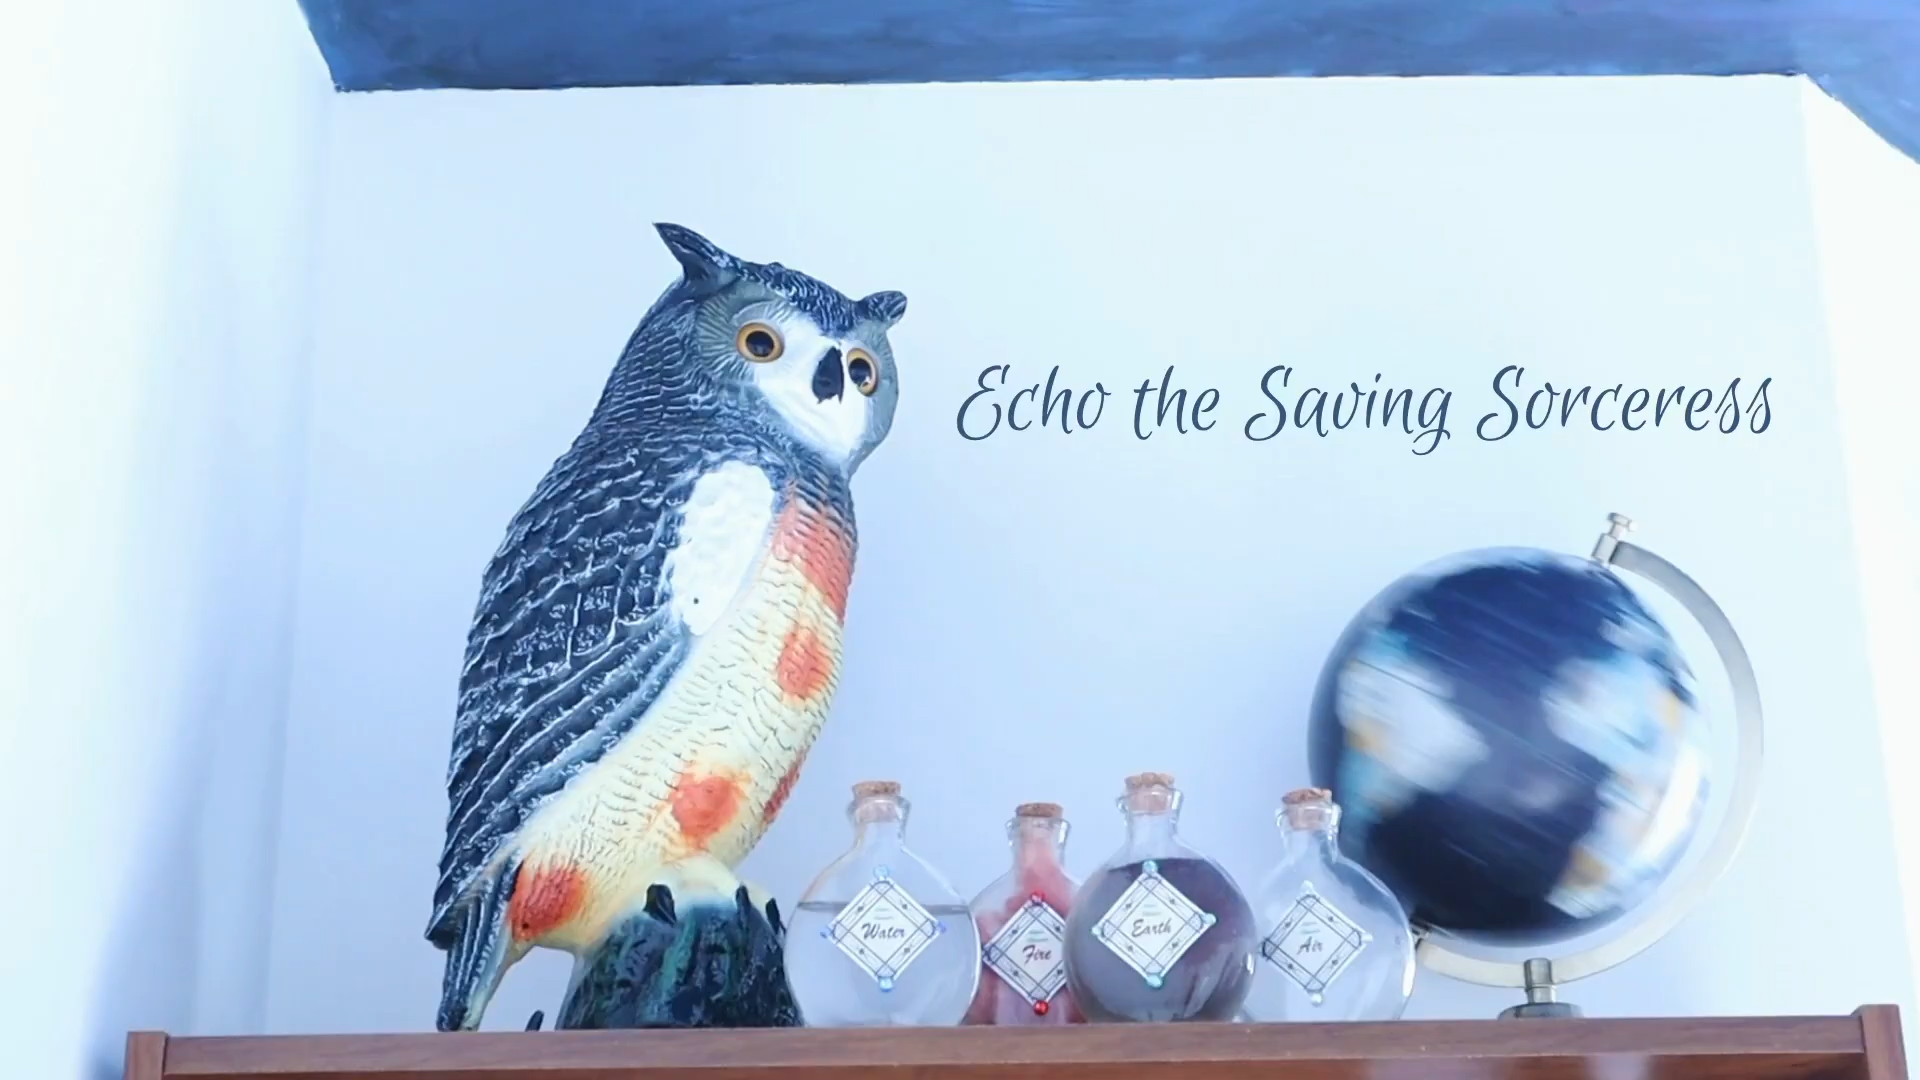 Echo the Saving Sorceress
Water
Fire
Earth
Air